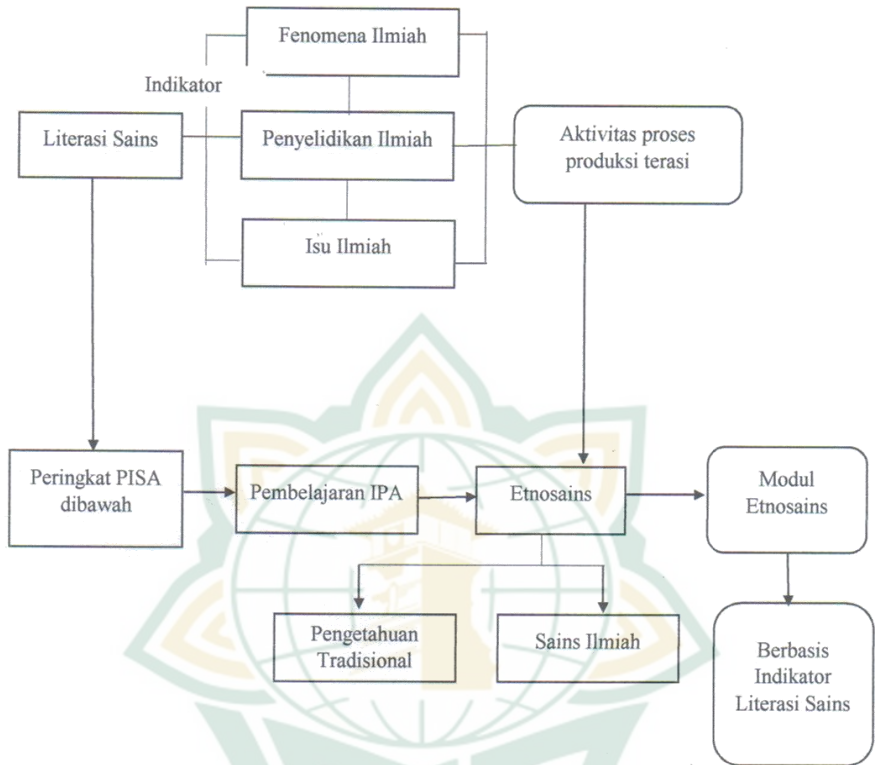 Fenomena Ilmiah
Indikator
Literasi Sains
Penyelidikan Ilmiah
Aktivitas proses
produksi terasi
Isu Ilmiah
Peringkat PISA
dibawah
Pembelajaran IPA
Etnosains
Modul
Etnosains
Pengetahuan
Tradisional
Sains Ilmiah
Berbasis
Indikator
Literasi Sains